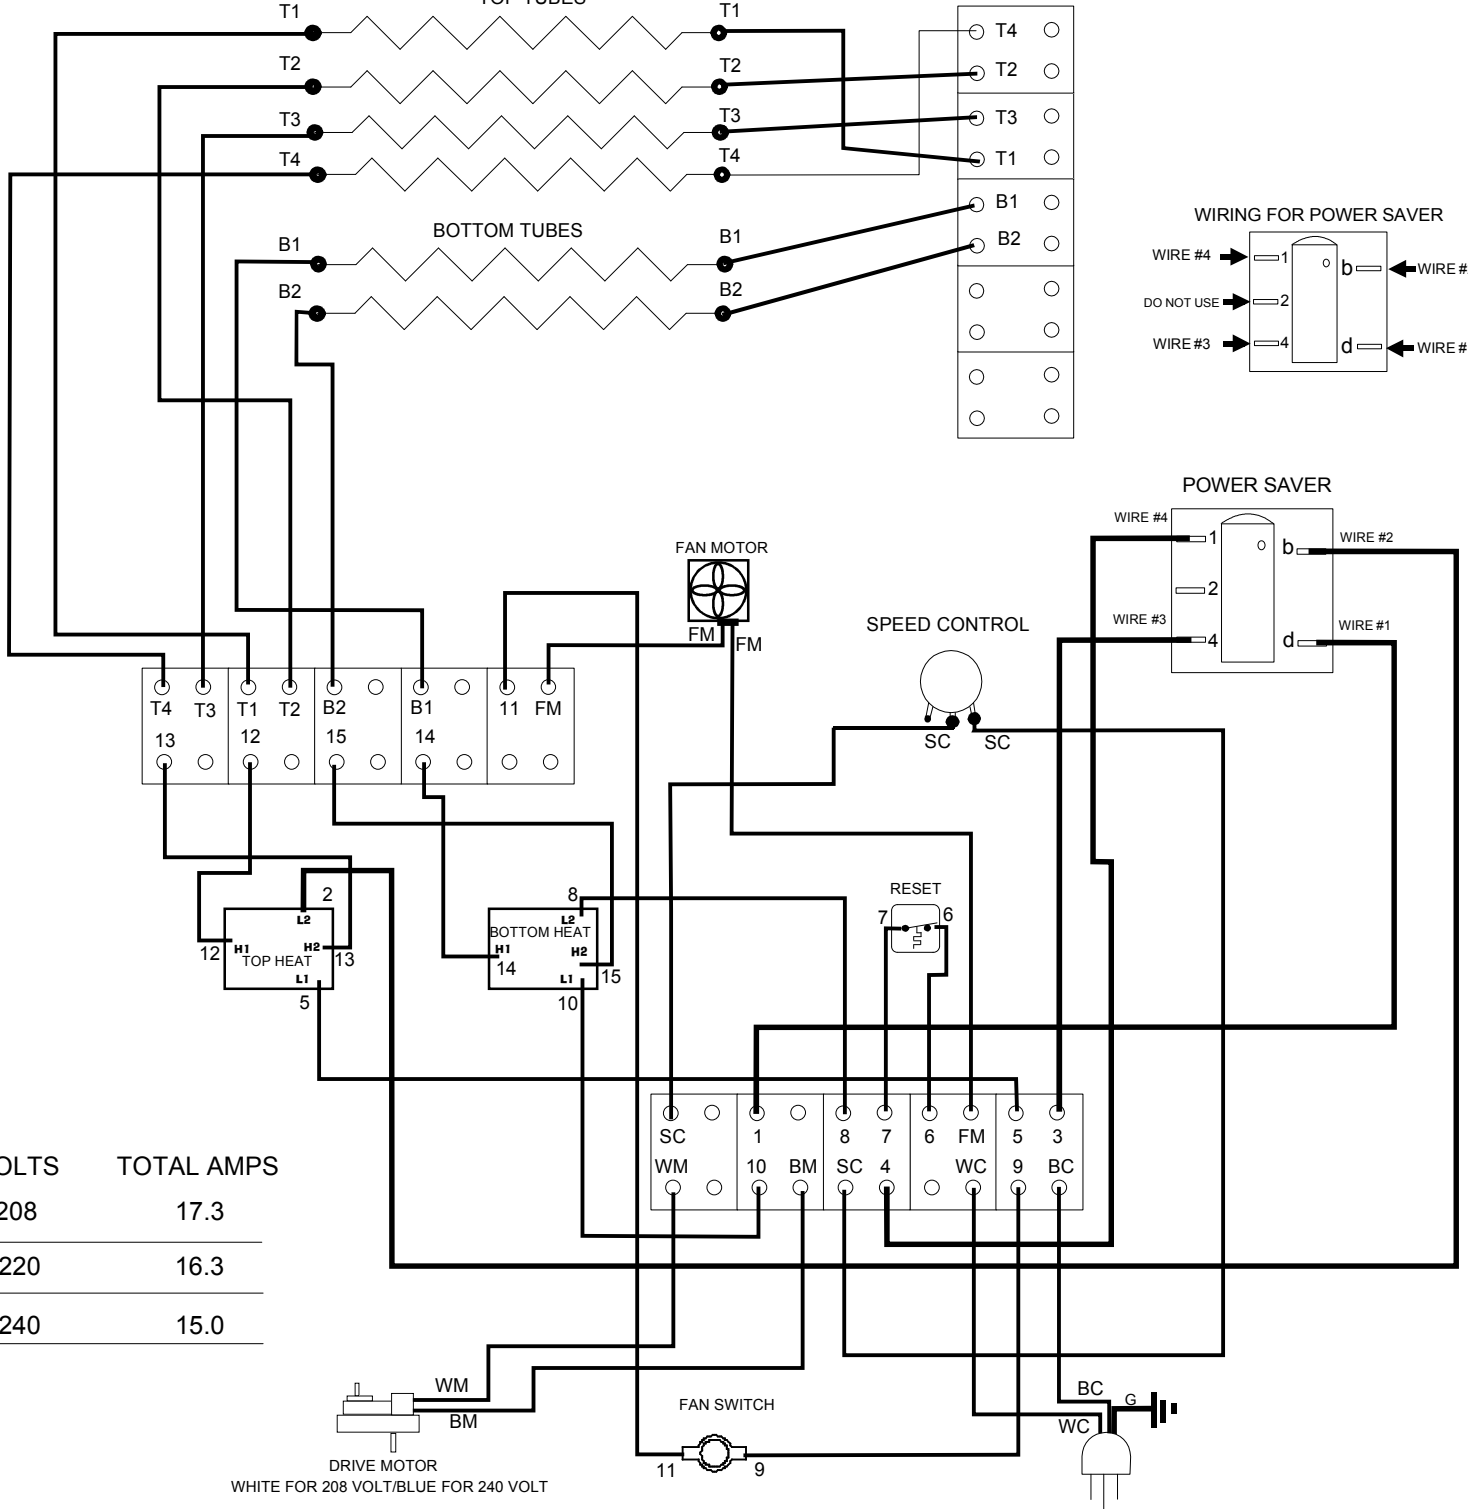 TOP TUBES
T1
T1
T2
T2
T3
T3
T4
T4
T4
T2
T3
T1
B1
B2
BOTTOM TUBES
B1
B1
B2
B2
WIRING FOR POWER SAVER
WIRE #4
1
b
WIRE #
DO NOT USE
2
WIRE #3
4
d
WIRE #
POWER SAVER
WIRE #4
1
b
WIRE #2
2
WIRE #3
4
d
WIRE #1
FAN MOTOR
FM
FM
SPEED CONTROL
SC
SC
T4 T3 T1 T2 B2 B1 11 FM
13 12 15 14
2
L2
H1
H2
12
TOP HEAT
13
L1
5
8
L2
BOTTOM HEAT
H1
H2
14
15
L1
10
RESET
7
6
SC 1 8 7 6 FM 5 3
WM 10 BM SC 4 WC 9 BC
OLTS TOTAL AMPS
208 17.3
220 16.3
240 15.0
WM
BM
DRIVE MOTOR
WHITE FOR 208 VOLT/BLUE FOR 240 VOLT
FAN SWITCH
11
9
BC
G
WC